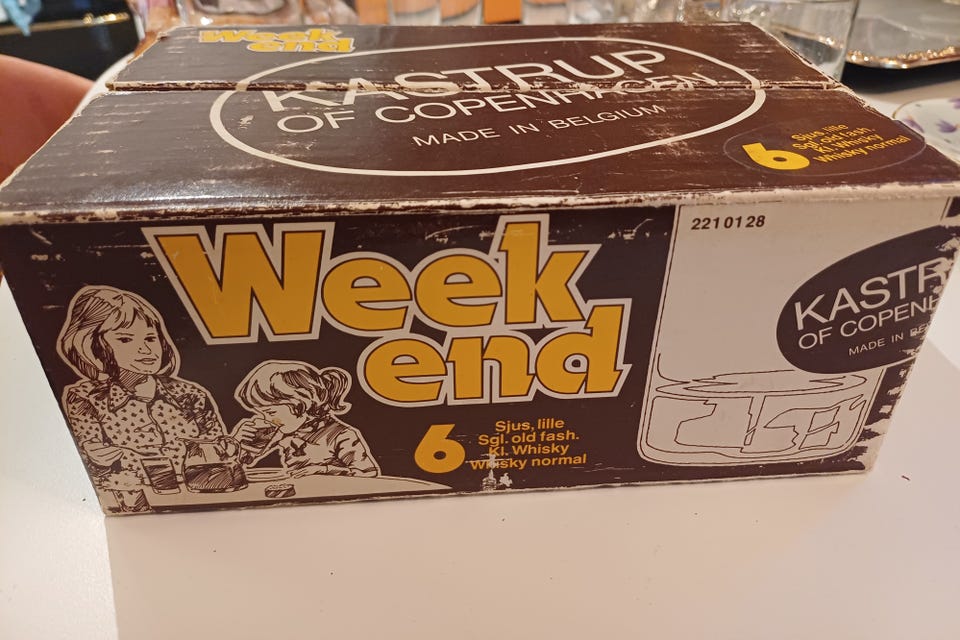 Week
end
KASTRUP
OF COPENHAGEN
MADE IN BELGIUM
6
Sjus, lille
Sgl. old fash.
Kl. Whisky
Whisky normal
Week
end
6
Sjus, lille
Sgl. old fash.
Kl. Whisky
Whisky normal
2210128
KASTR
OF COPENH
MADE IN BE